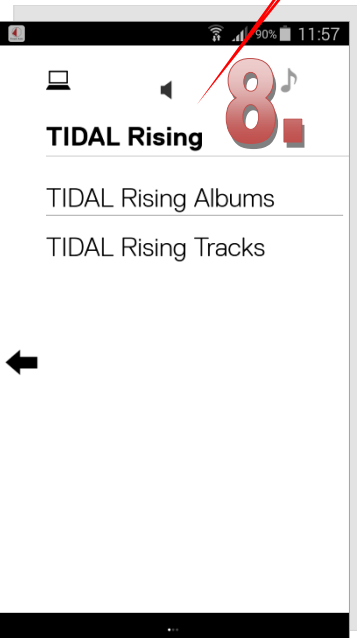 90% 11:57
8.
TIDAL Rising
TIDAL Rising Albums
TIDAL Rising Tracks